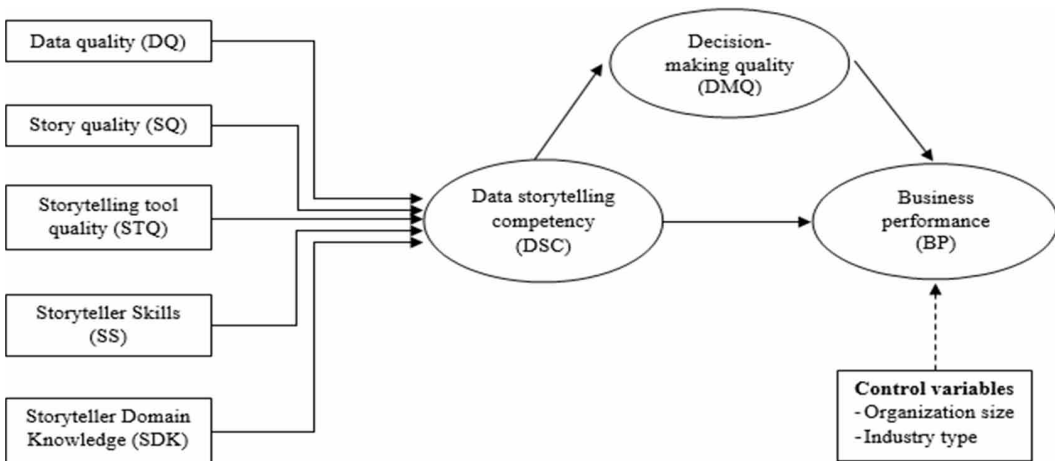 Data quality (DQ)
Story quality (SQ)
Storytelling tool
quality (STQ)
Storyteller Skills
(SS)
Storyteller Domain
Knowledge (SDK)
Data storytelling
competency
(DSC)
Decision-
making quality
(DMQ)
Business
performance
(BP)
Control variables
- Organization size
- Industry type